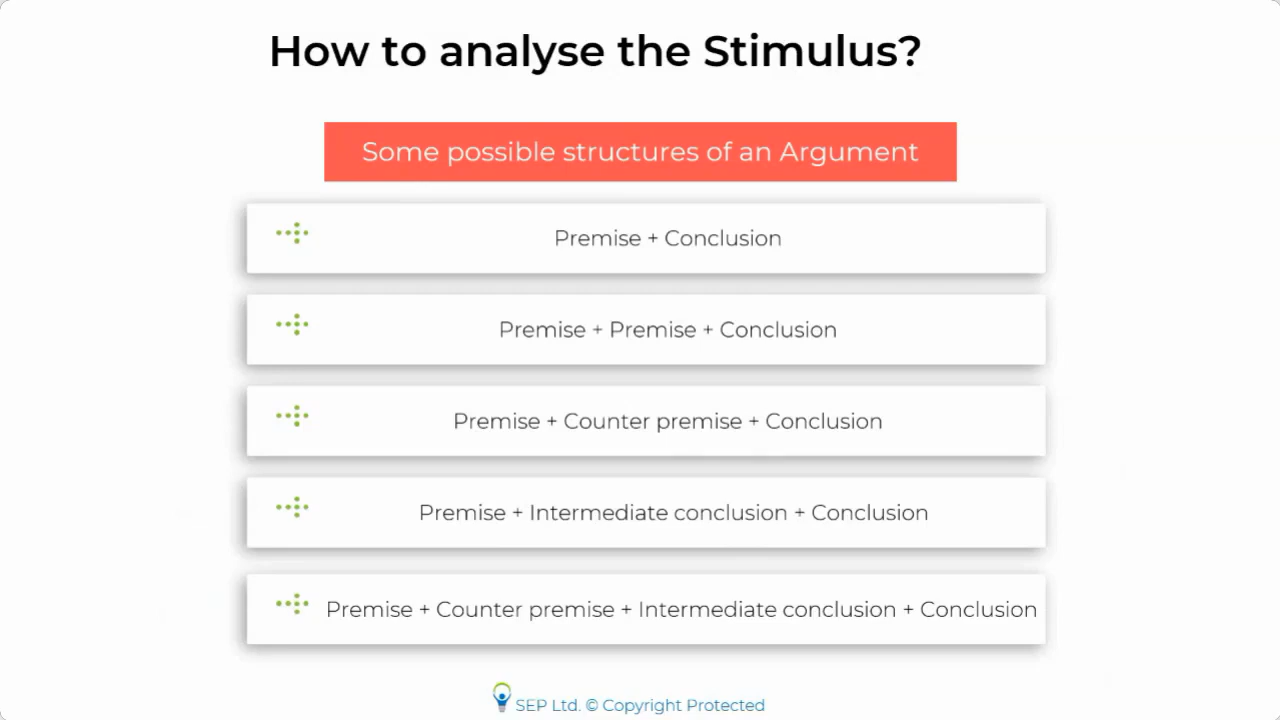 How to analyse the Stimulus?
Some possible structures of an Argument
Premise + Conclusion
Premise + Premise + Conclusion
Premise + Counter premise + Conclusion
Premise + Intermediate conclusion + Conclusion
Premise + Counter premise + Intermediate conclusion + Conclusion
SEP Ltd. © Copyright Protected